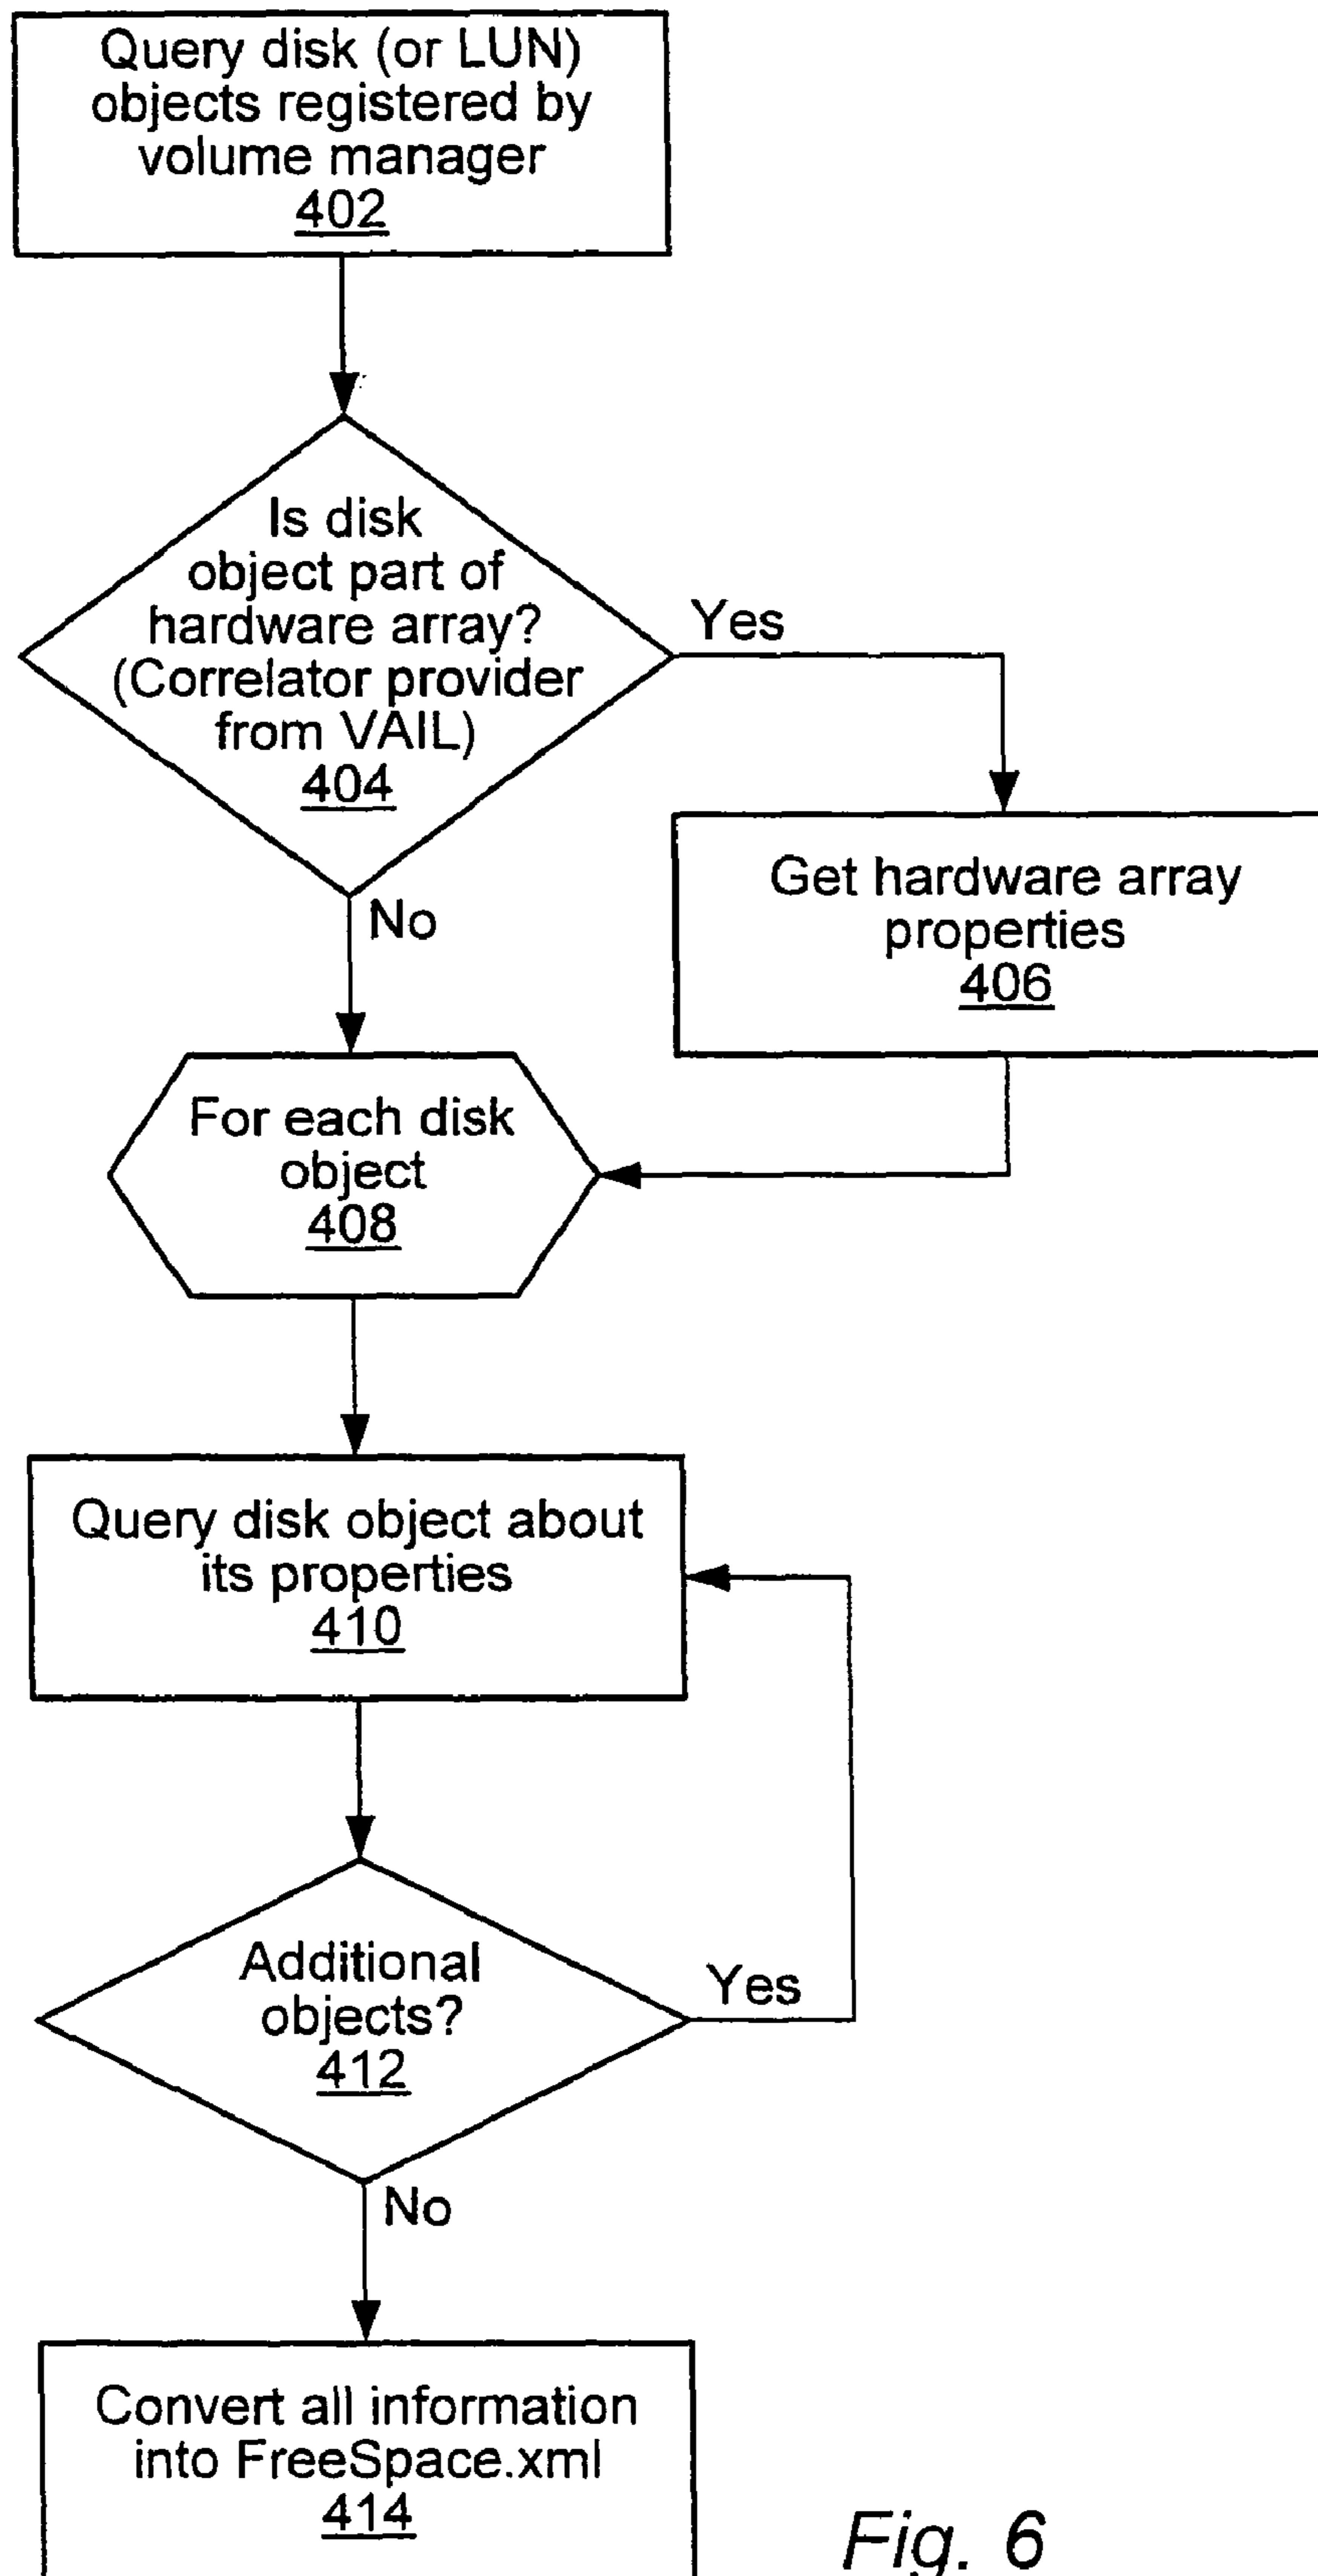 Query disk (or LUN)
objects registered by
volume manager
402
Is disk
object part of
hardware array?
(Correlator provider
from VAIL)
404
Yes
No
Get hardware array
properties
406
For each disk
object
408
Query disk object about
its properties
410
Additional
objects?
412
Yes
No
Convert all information
into FreeSpace.xml
414
Fig. 6